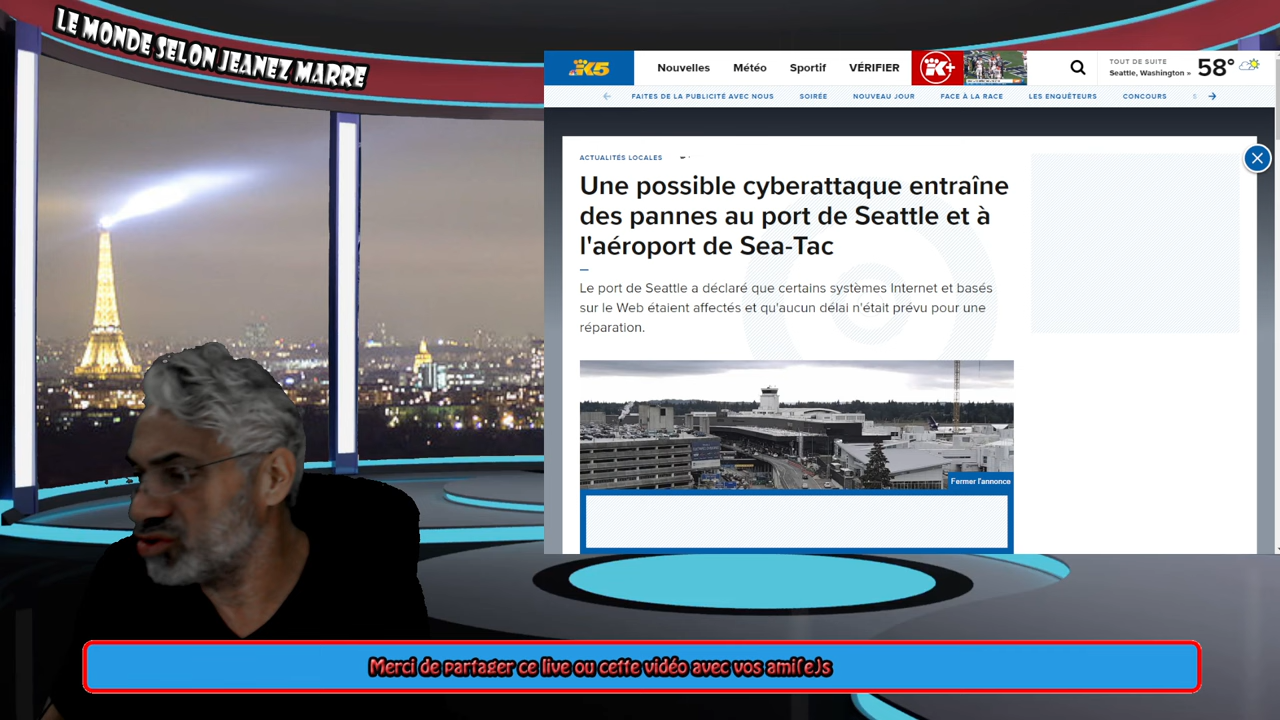 LE MONDE SELON JEANEZ MARRE
K5
Nouvelles
Météo
Sportif
VÉRIFIER
K+
TOUT DE SUITE
Seattle, Washington »
58°
FAITES DE LA PUBLICITÉ AVEC NOUS
SOIRÉE
NOUVEAU JOUR
FACE À LA RACE
LES ENQUÊTEURS
CONCOURS
S
ACTUALITÉS LOCALES
Une possible cyberattaque entraîne
des pannes au port de Seattle et à
l'aéroport de Sea-Tac
Le port de Seattle a déclaré que certains systèmes Internet et basés
sur le Web étaient affectés et qu'aucun délai n'était prévu pour une
réparation.
Fermer l'annonce
Merci de partager ce live ou cette vidéo avec vos ami(e)s